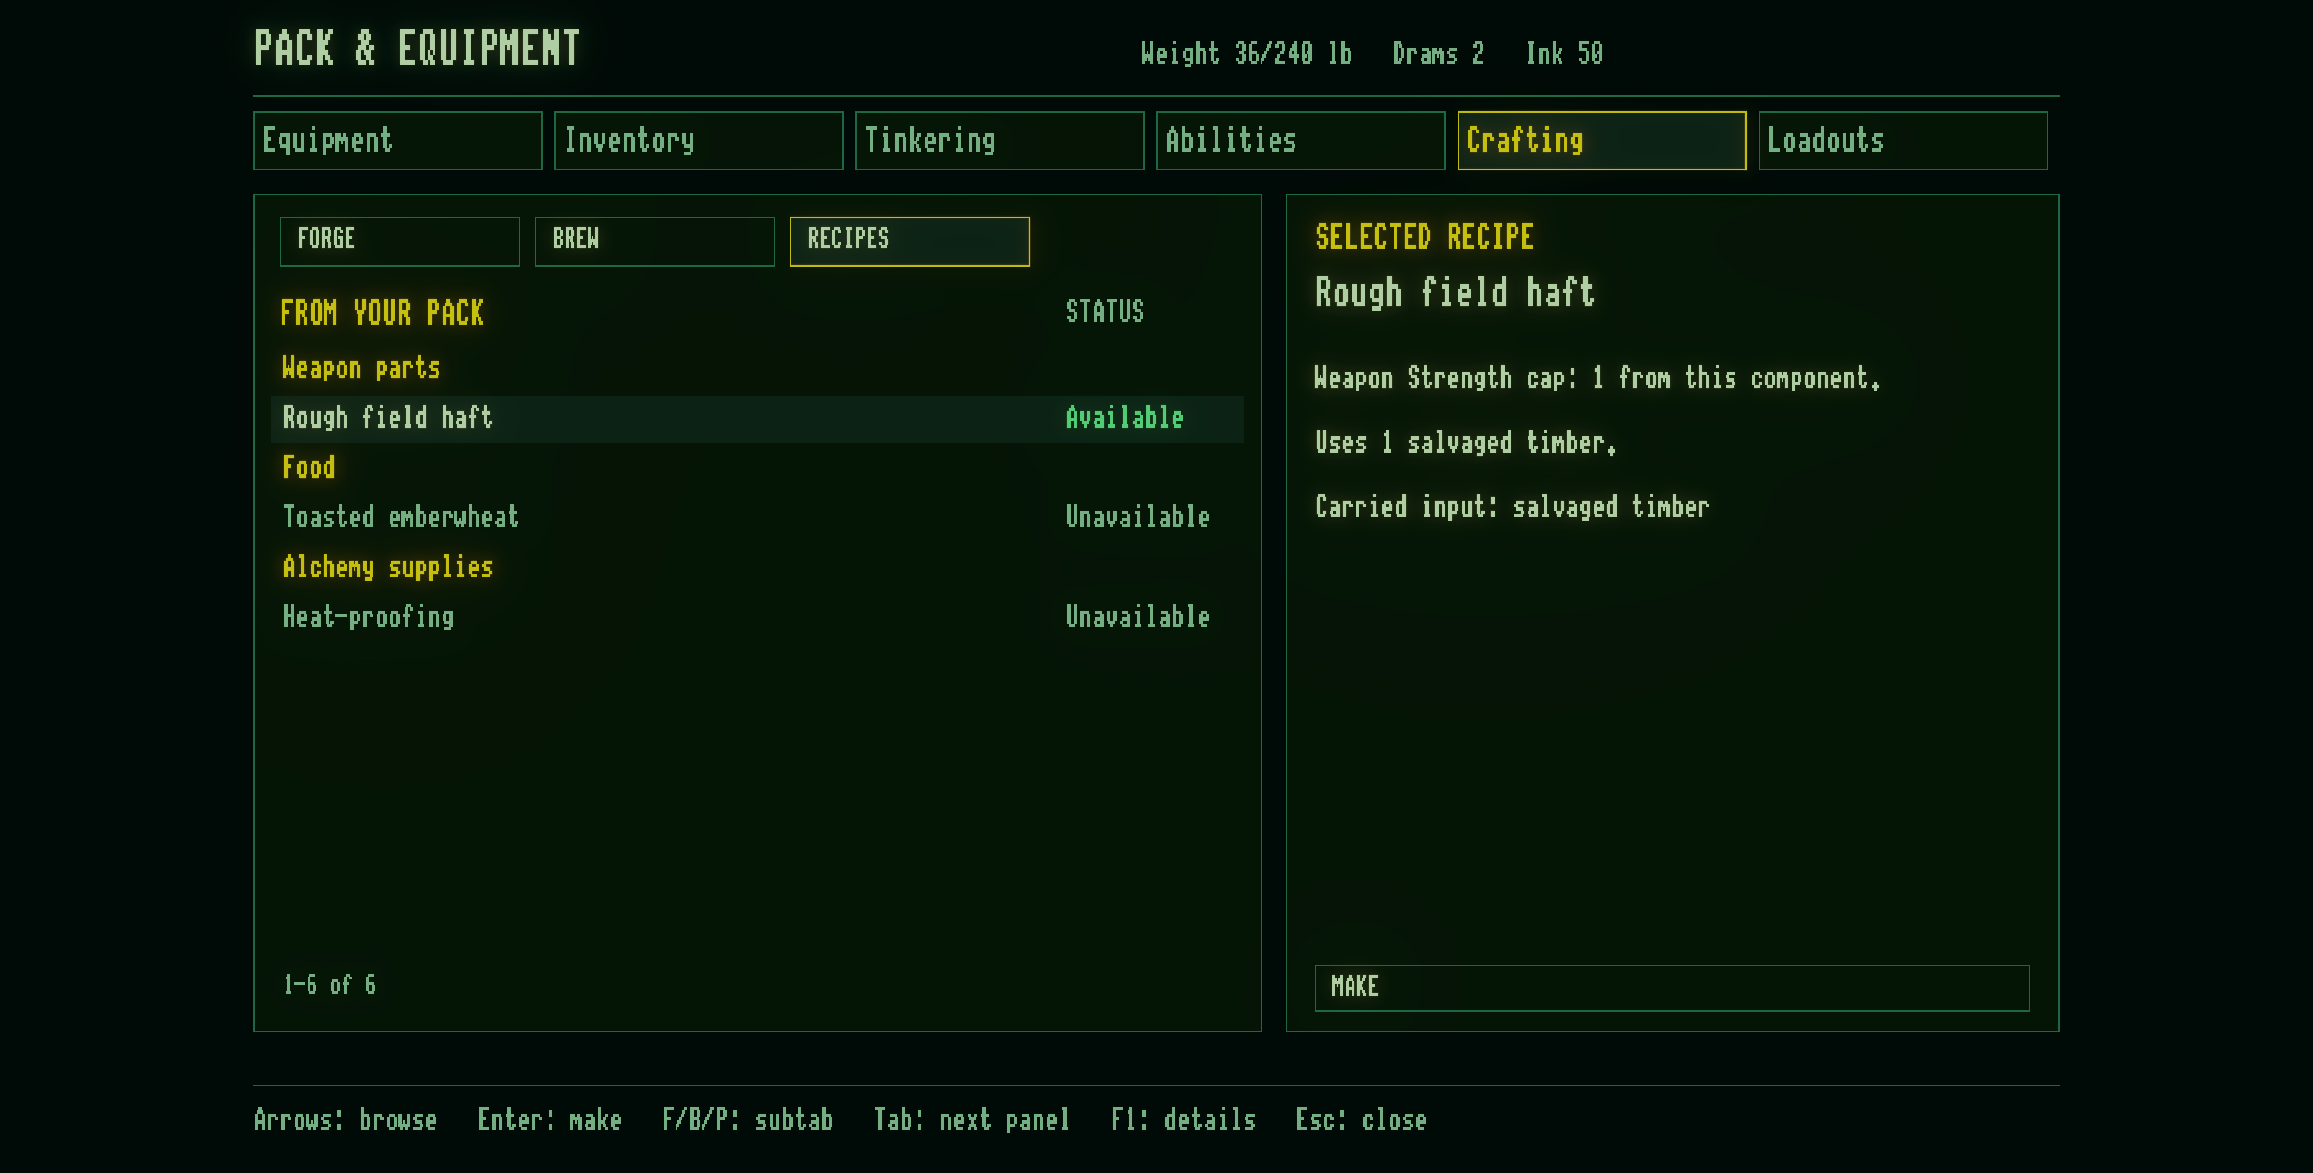 PACK & EQUIPMENT
Weight 36/240 lb Drams 2 Ink 50
Equipment Inventory Tinkering Abilities Crafting Loadouts
FORGE BREW RECIPES
FROM YOUR PACK STATUS
Weapon parts
Rough field haft Available
Food
Toasted emberwheat Unavailable
Alchemy supplies
Heat-proofing Unavailable
1-6 of 6
SELECTED RECIPE
Rough field haft
Weapon Strength cap: 1 from this component.
Uses 1 salvaged timber.
Carried input: salvaged timber
MAKE
Arrows: browse Enter: make F/B/P: subtab Tab: next panel F1: details Esc: close